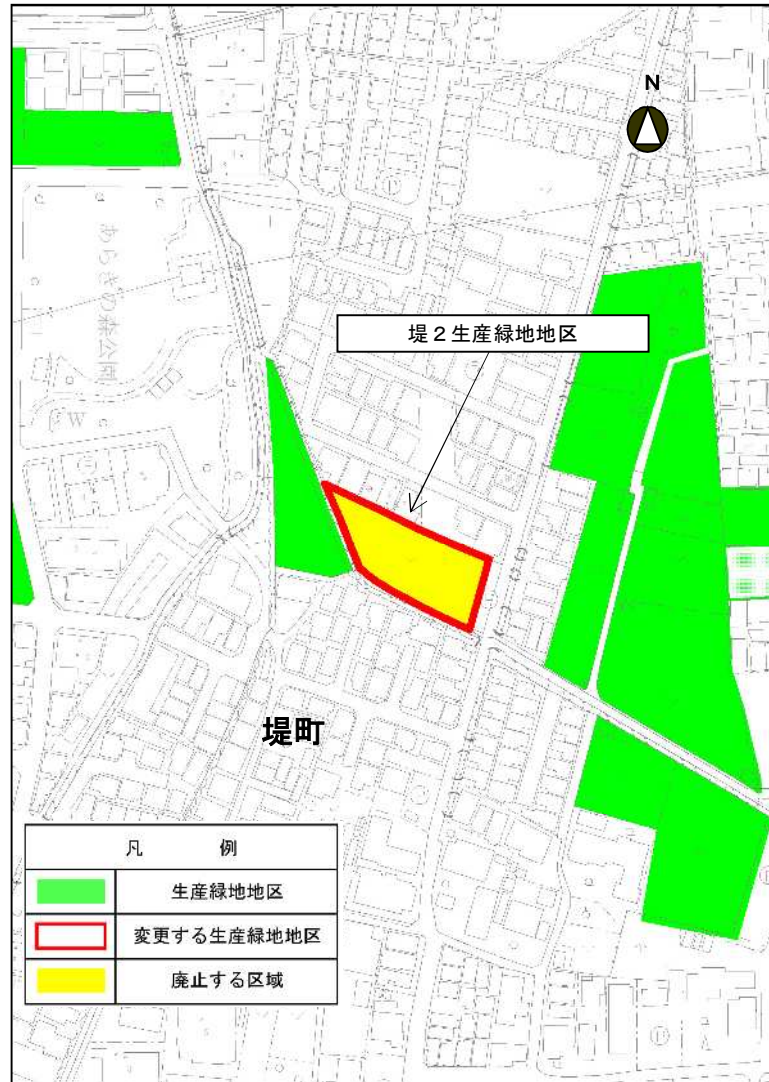 N
あらぎの森公園
堤２生産緑地地区
堤町
凡 例
生産緑地地区
変更する生産緑地地区
廃止する区域